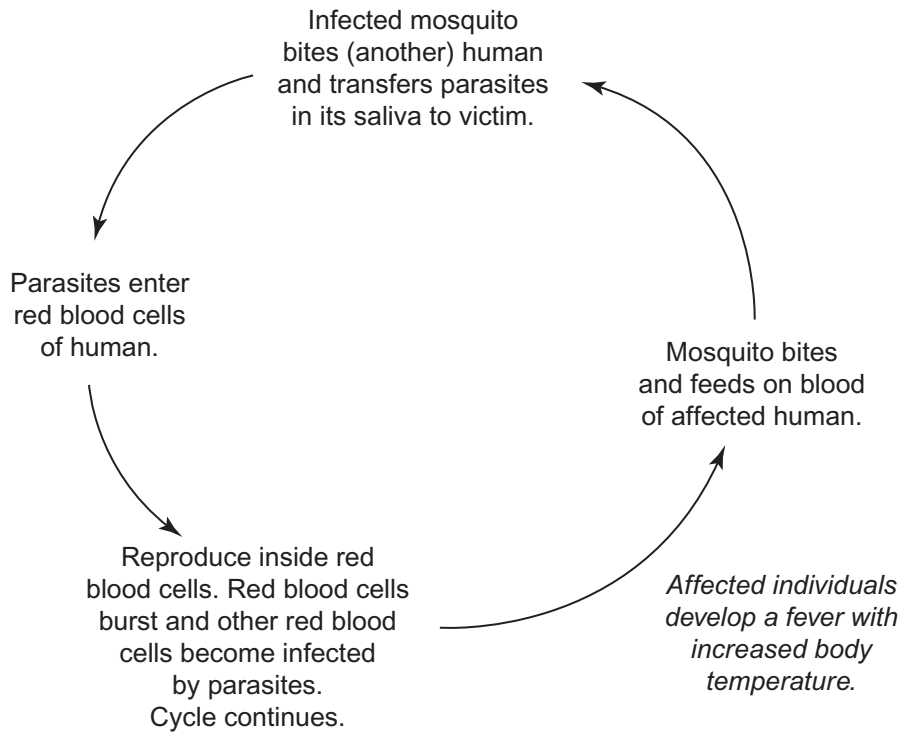 Infected mosquito
bites (another) human
and transfers parasites
in its saliva to victim.
Parasites enter
red blood cells
of human.
Mosquito bites
and feeds on blood
of affected human.
Reproduce inside red
blood cells. Red blood cells
burst and other red blood
cells become infected
by parasites.
Cycle continues.
Affected individuals
develop a fever with
increased body
temperature.